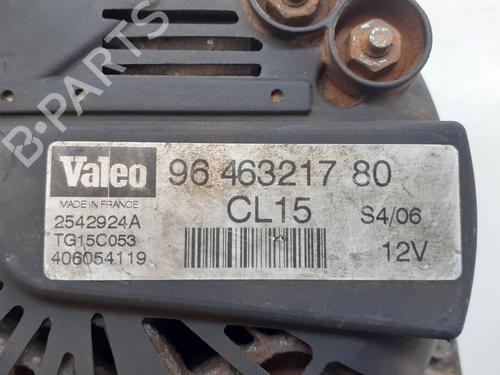 B-PARTS
Valeo
96 463217 80
MADE IN FRANCE
CL15
S4/06
2542924A
TG15C053
12V
406054119